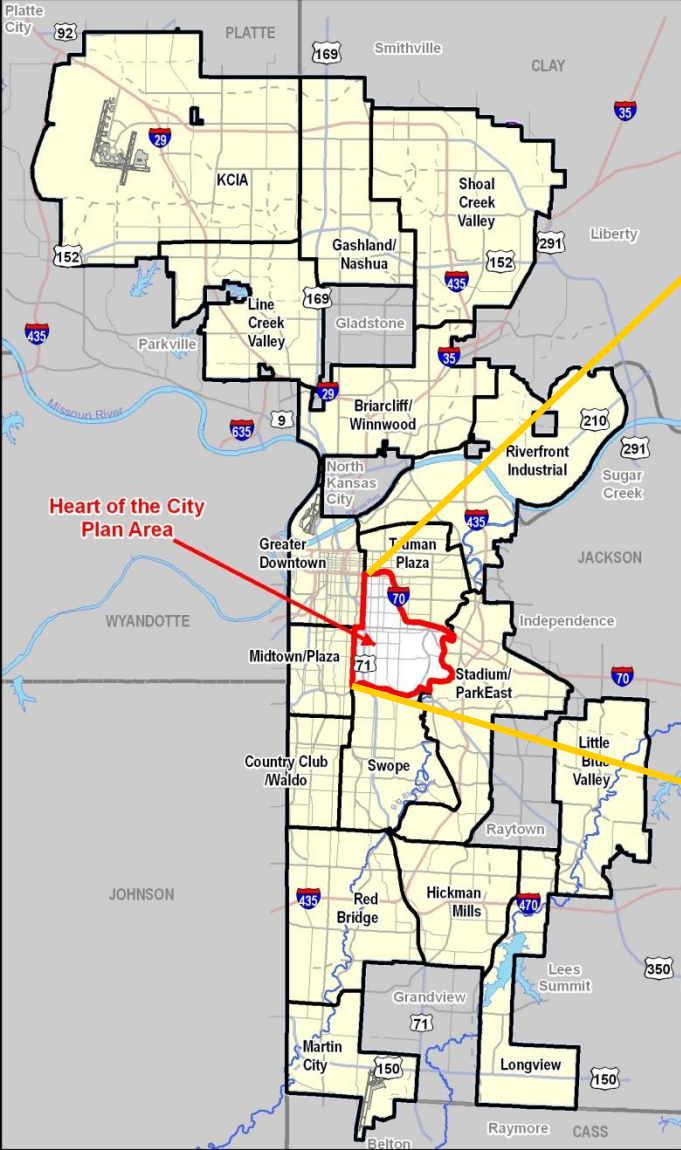 Platte
City
92
PLATTE
169
Smithville
CLAY
35
29
KCIA
Shoal
Creek
Valley
Gashland/
Nashua
291
Liberty
152
152
435
169
Line
Creek
Valley
Gladstone
435
Parkville
35
29
Missouri River
9
635
Briarcliff/
Winnwood
210
Riverfront
Industrial
291
Sugar
Creek
North
Kansas
City
Heart of the City
Plan Area
435
Greater
Downtown
Truman
Plaza
JACKSON
70
WYANDOTTE
Independence
Midtown/Plaza
71
Stadium/
ParkEast
70
Little
Blue
Valley
Country Club
/Waldo
Swope
Big Blue River
Raytown
JOHNSON
435
Red
Bridge
Hickman
Mills
470
Lees
Summit
350
Grandview
71
Martin
City
150
Longview
150
Raymore
CASS
Belton